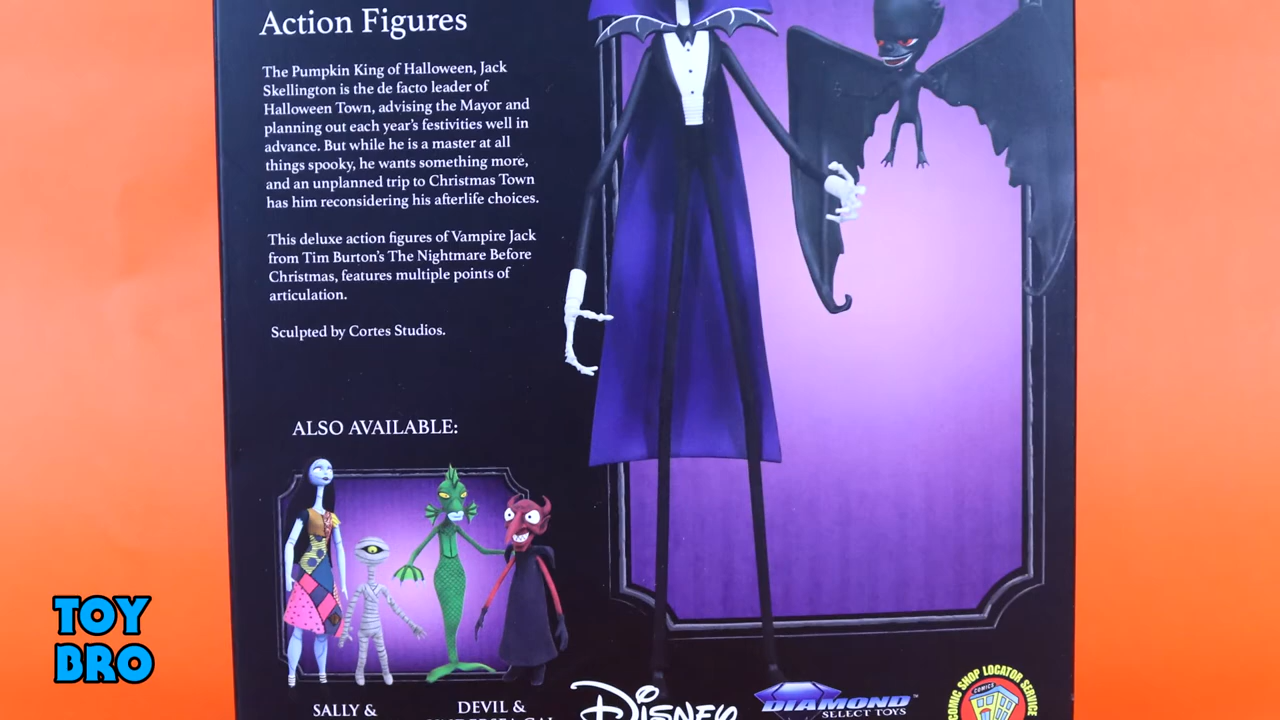 Action Figures
The Pumpkin King of Halloween, Jack
Skellington is the de facto leader of
Halloween Town, advising the Mayor and
planning out each year's festivities well in
advance. But while he is a master at all
things spooky, he wants something more,
and an unplanned trip to Christmas Town
has him reconsidering his afterlife choices.
This deluxe action figures of Vampire Jack
from Tim Burton's The Nightmare Before
Christmas, features multiple points of
articulation.
Sculpted by Cortes Studios.
ALSO AVAILABLE:
SALLY &
DEVIL &
DISNEY
DIAMOND™
SELECT TOYS
COMIC SHOP LOCATOR SERVICE
COMICS
TOY
BRO